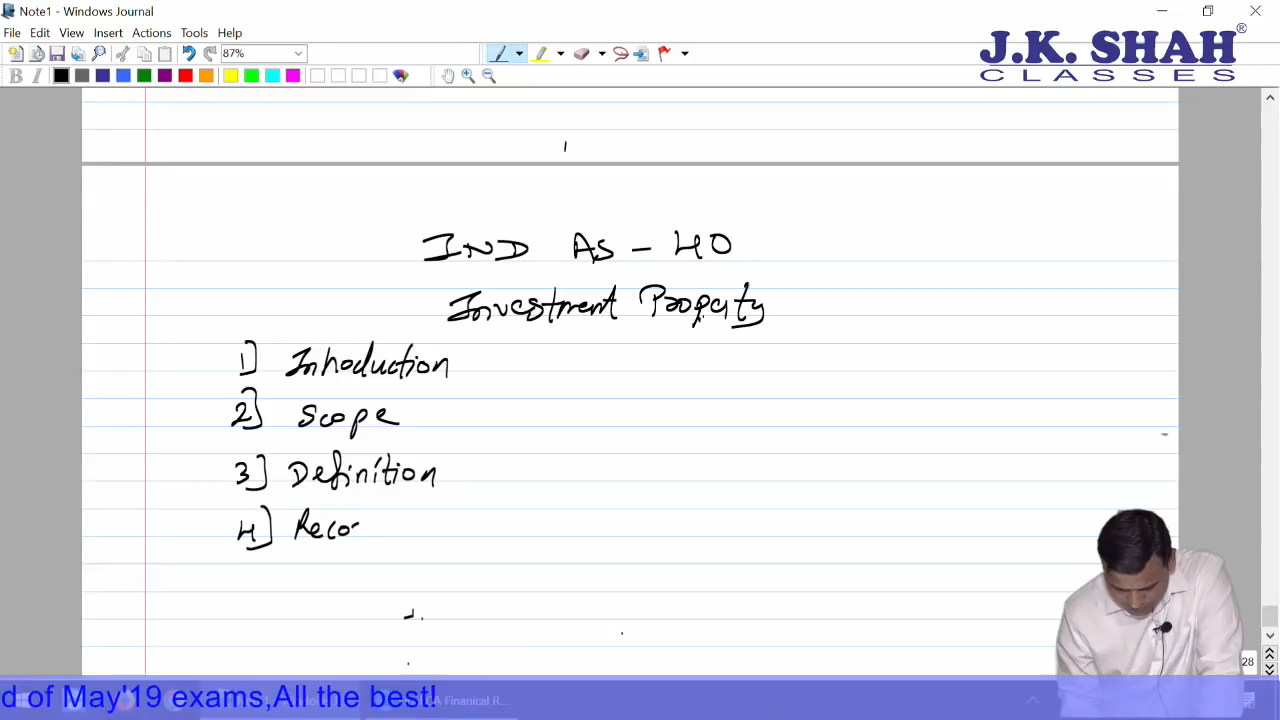 Note1 - Windows Journal
File Edit View Insert Actions Tools Help
87%
B I
J.K. SHAH®
CLASSES
IND AS - 40
Investment Property
1] Introduction
2] Scope
3] Definition
4] Reco
28
d of May'19 exams,All the best!
A Finanical R...